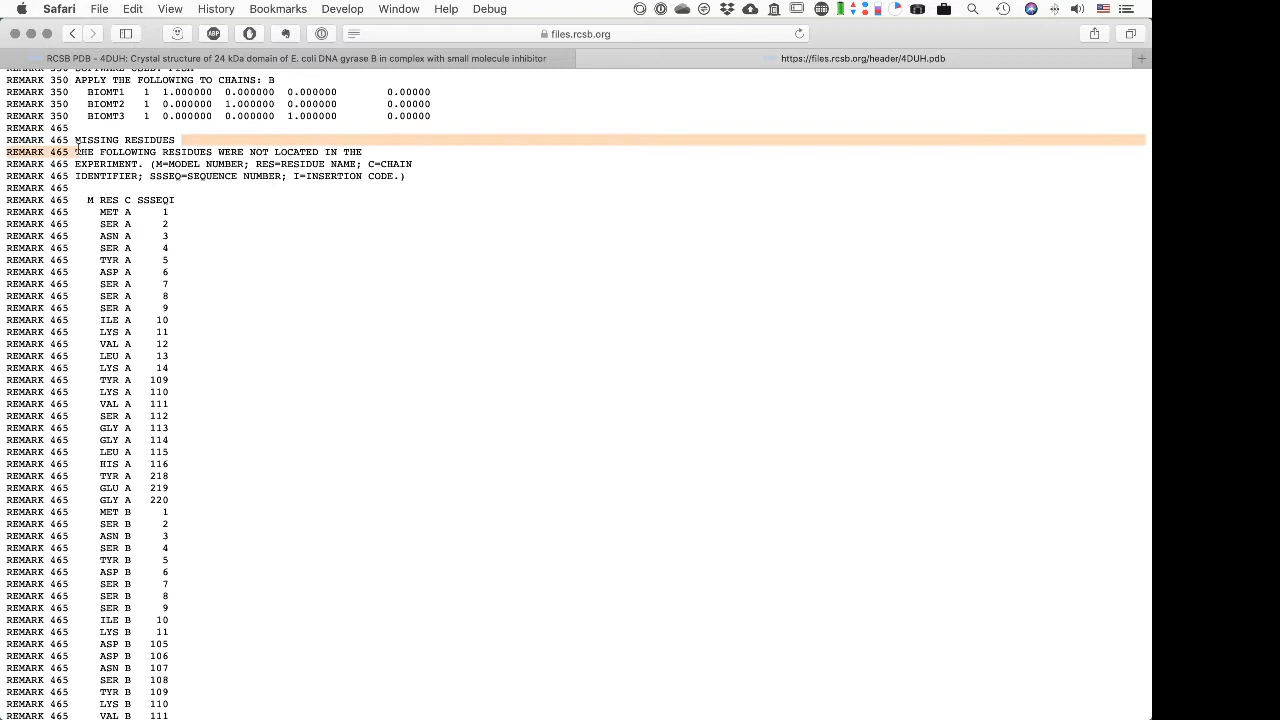 Safari File Edit View History Bookmarks Develop Window Help Debug
files.rcsb.org
RCSB PDB - 4DUH: Crystal structure of 24 kDa domain of E. coli DNA gyrase B in complex with small molecule inhibitor
https://files.rcsb.org/header/4DUH.pdb
REMARK 350 APPLY THE FOLLOWING TO CHAINS: B
REMARK 350 BIOMT1 1 1.000000 0.000000 0.000000 0.00000
REMARK 350 BIOMT2 1 0.000000 1.000000 0.000000 0.00000
REMARK 350 BIOMT3 1 0.000000 0.000000 1.000000 0.00000
REMARK 465
REMARK 465 MISSING RESIDUES
REMARK 465 THE FOLLOWING RESIDUES WERE NOT LOCATED IN THE
REMARK 465 EXPERIMENT. (M=MODEL NUMBER; RES=RESIDUE NAME; C=CHAIN
REMARK 465 IDENTIFIER; SSSEQ=SEQUENCE NUMBER; I=INSERTION CODE.)
REMARK 465
REMARK 465 M RES C SSSEQI
REMARK 465 MET A 1
REMARK 465 SER A 2
REMARK 465 ASN A 3
REMARK 465 SER A 4
REMARK 465 TYR A 5
REMARK 465 ASP A 6
REMARK 465 SER A 7
REMARK 465 SER A 8
REMARK 465 SER A 9
REMARK 465 ILE A 10
REMARK 465 LYS A 11
REMARK 465 VAL A 12
REMARK 465 LEU A 13
REMARK 465 LYS A 14
REMARK 465 TYR A 109
REMARK 465 LYS A 110
REMARK 465 VAL A 111
REMARK 465 SER A 112
REMARK 465 GLY A 113
REMARK 465 GLY A 114
REMARK 465 LEU A 115
REMARK 465 HIS A 116
REMARK 465 TYR A 218
REMARK 465 GLU A 219
REMARK 465 GLY A 220
REMARK 465 MET B 1
REMARK 465 SER B 2
REMARK 465 ASN B 3
REMARK 465 SER B 4
REMARK 465 TYR B 5
REMARK 465 ASP B 6
REMARK 465 SER B 7
REMARK 465 SER B 8
REMARK 465 SER B 9
REMARK 465 ILE B 10
REMARK 465 LYS B 11
REMARK 465 ASP B 105
REMARK 465 ASP B 106
REMARK 465 ASN B 107
REMARK 465 SER B 108
REMARK 465 TYR B 109
REMARK 465 LYS B 110
REMARK 465 VAL B 111